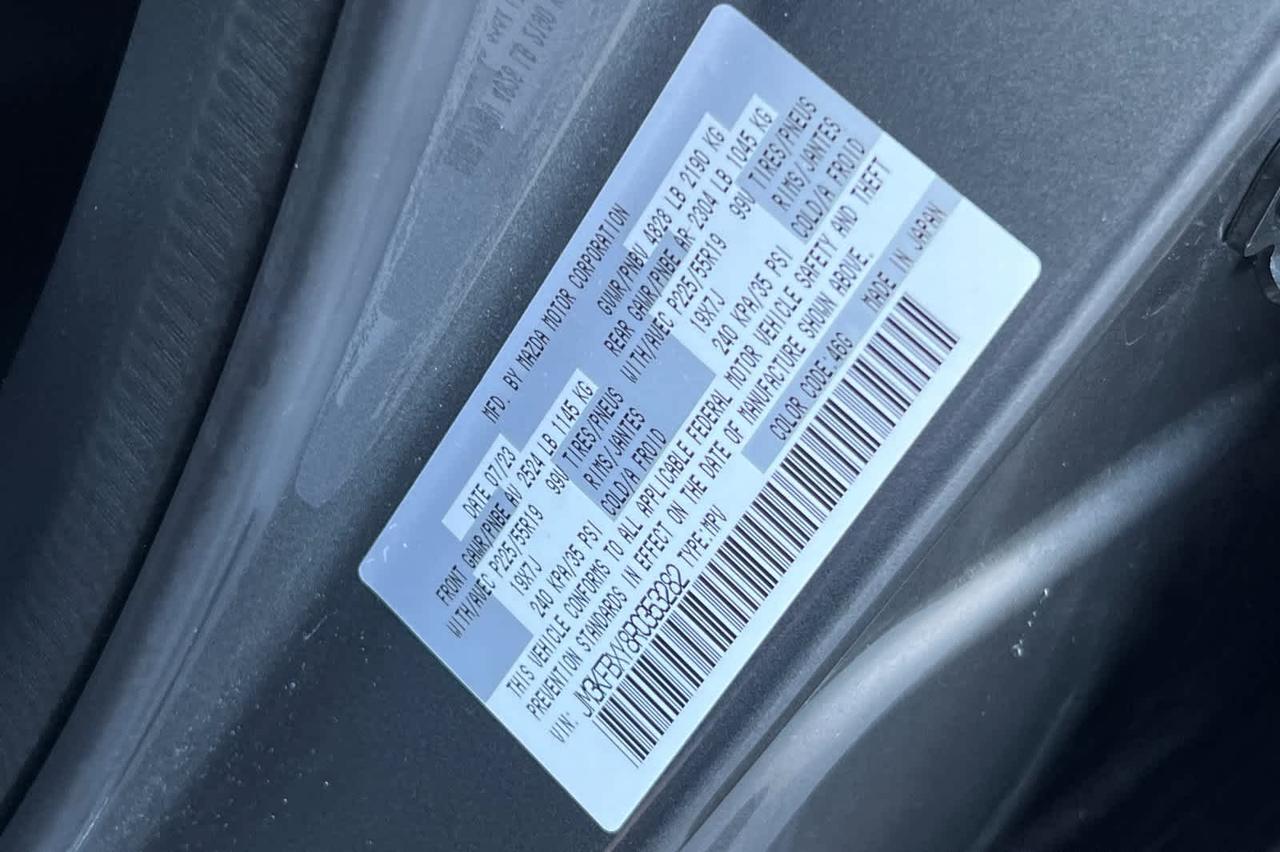 MFD. BY MAZDA MOTOR CORPORATION
DATE 07/23 GVWR/PNBV 4828 LB 2190 KG
FRONT GAWR/PNBE AV 2524 LB 1145 KG REAR GAWR/PNBE AR 2304 LB 1045 KG
WITH/AVEC P225/55R19 99V TIRES/PNEUS WITH/AVEC P225/55R19 99V TIRES/PNEUS
19X7J RIMS/JANTES 19X7J RIMS/JANTES
240 KPA/35 PSI COLD/A FROID 240 KPA/35 PSI COLD/A FROID
THIS VEHICLE CONFORMS TO ALL APPLICABLE FEDERAL MOTOR VEHICLE SAFETY AND THEFT
PREVENTION STANDARDS IN EFFECT ON THE DATE OF MANUFACTURE SHOWN ABOVE.
VIN: TYPE:MPV COLOR CODE:46G MADE IN JAPAN